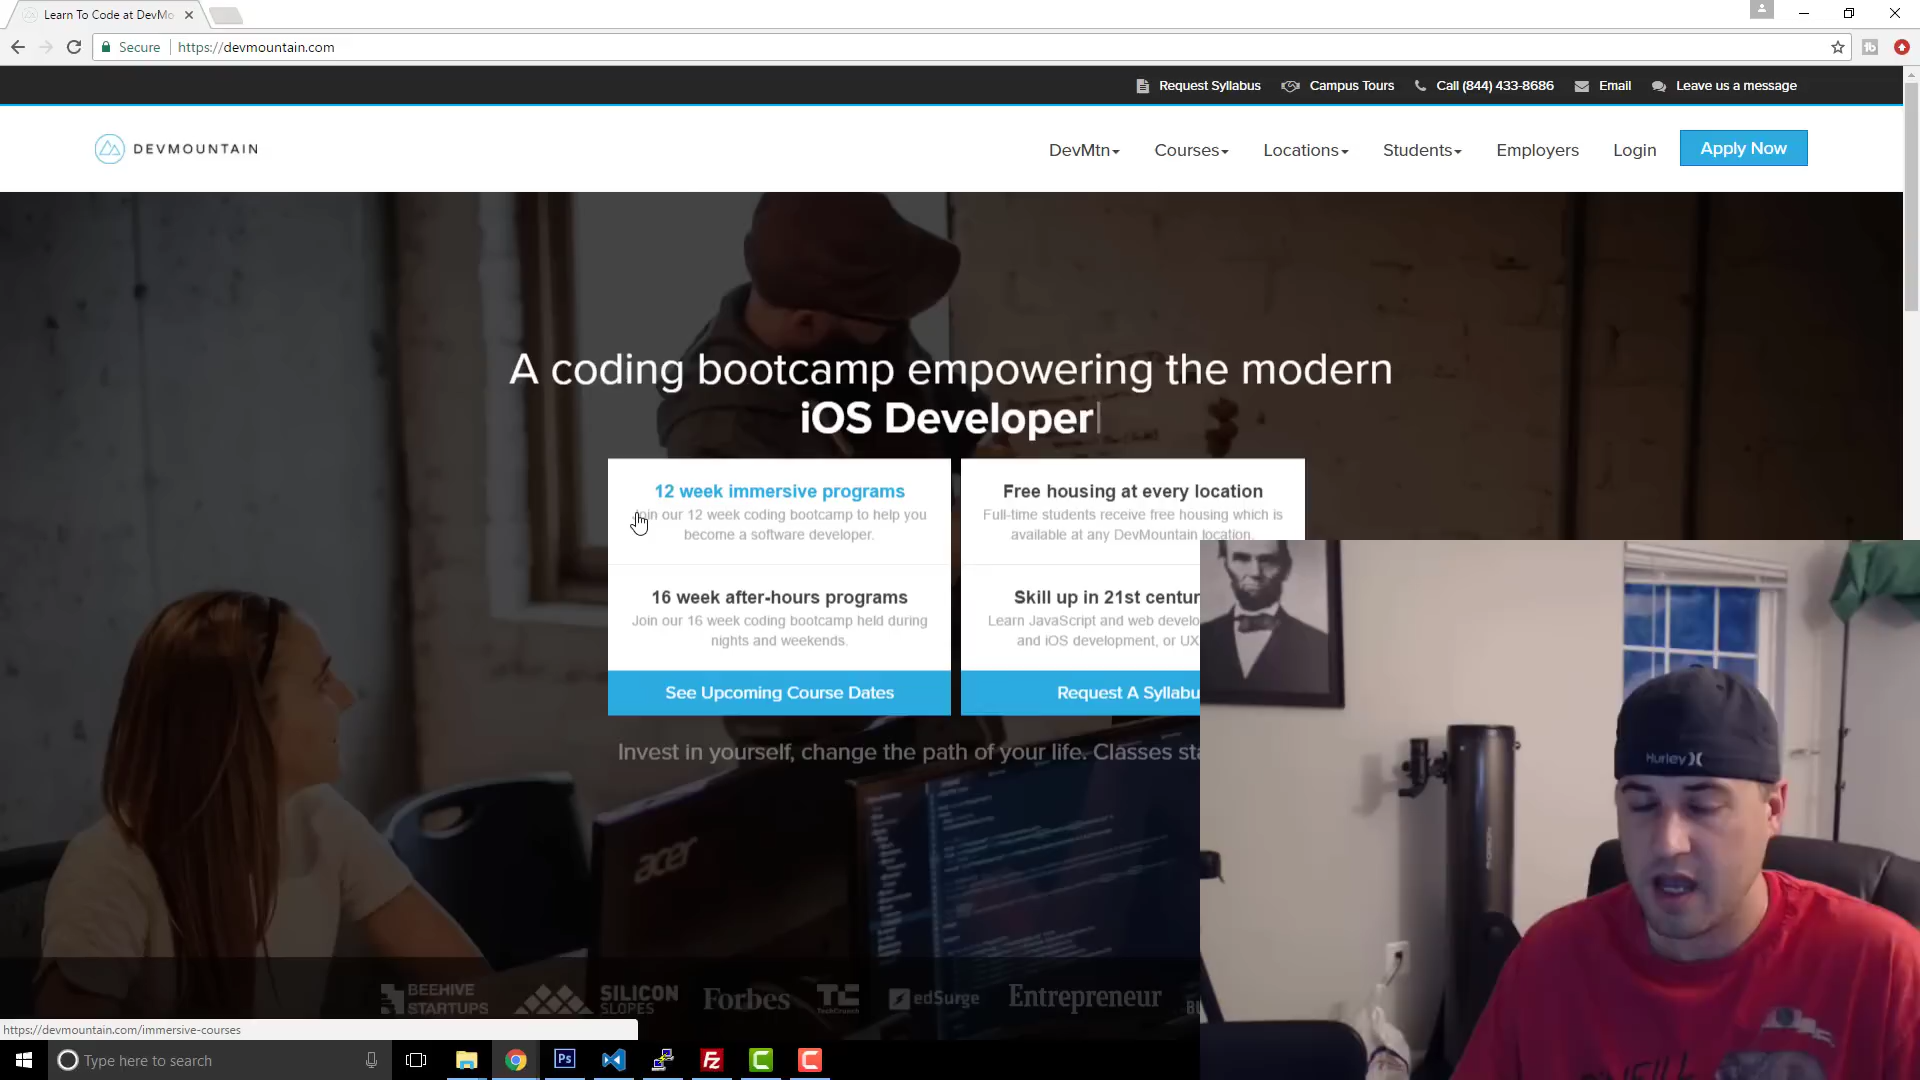 Learn To Code at DevMo
Secure
https://devmountain.com
Request Syllabus
Campus Tours
Call (844) 433-8686
Email
Leave us a message
DEVMOUNTAIN
DevMtn
Courses
Locations
Students
Employers
Login
Apply Now
A coding bootcamp empowering the modern
iOS Developer
12 week immersive programs
Join our 12 week coding bootcamp to help you
become a software developer.
Free housing at every location
Full-time students receive free housing which is
available at any DevMountain location.
16 week after-hours programs
Join our 16 week coding bootcamp held during
nights and weekends.
Skill up in 21st centur
Learn JavaScript and web develo
and iOS development, or UX
See Upcoming Course Dates
Request A Syllabu
Invest in yourself, change the path of your life. Classes sta
Hurley
acer
BEEHIVE
STARTUPS
SILICON
SLOPES
Forbes
TC
TechCrunch
edSurge
Entrepreneur
https://devmountain.com/immersive-courses
Type here to search
Ps
Fz